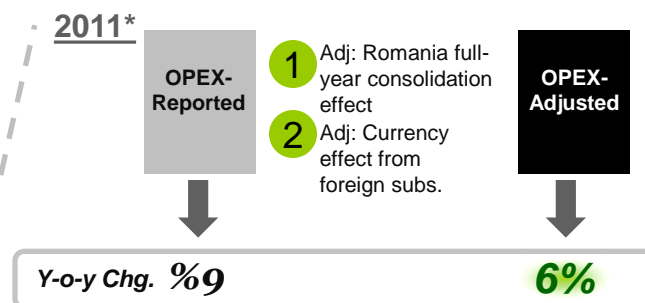 2011*
OPEX-
Reported
1
Adj: Romania full-
year consolidation
effect
2
Adj: Currency
effect from
foreign subs.
OPEX-
Adjusted
Y-o-y Chg. %9 6%